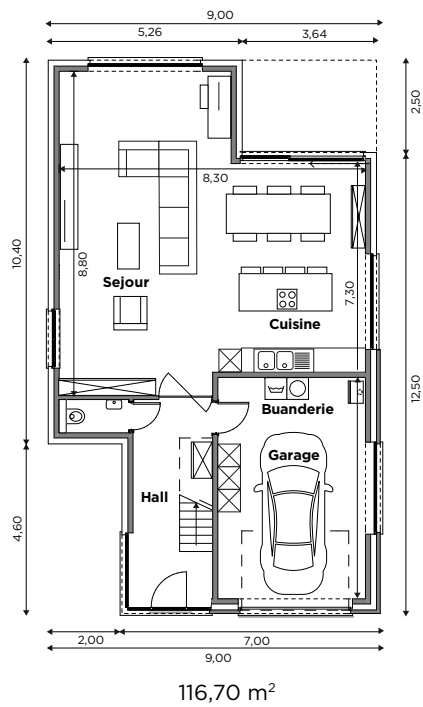 9,00
5,26
3,64
2,50
8,30
10,40
8,80
Sejour
7,30
Cuisine
12,50
Buanderie
Garage
Hall
4,60
2,00
7,00
9,00
116,70 m²